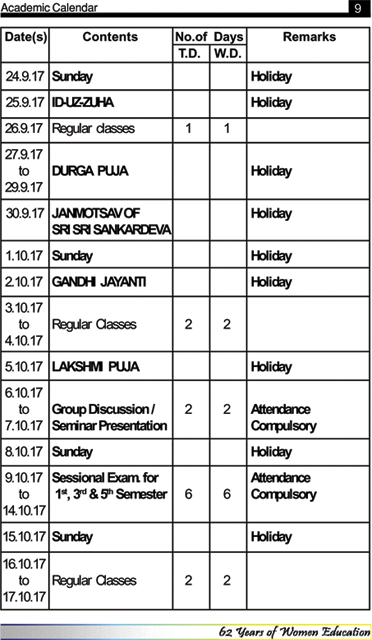 Academic Calendar 9
Date(s) Contents No.of Days Remarks
T.D. W.D.
24.9.17 Sunday Holiday
25.9.17 ID-UZ-ZUHA Holiday
26.9.17 Regular classes 1 1
27.9.17
to DURGA PUJA Holiday
29.9.17
30.9.17 JANMOTSAV OF Holiday
SRI SRI SANKARDEVA
1.10.17 Sunday Holiday
2.10.17 GANDHI JAYANTI Holiday
3.10.17
to Regular Classes 2 2
4.10.17
5.10.17 LAKSHMI PUJA Holiday
6.10.17
to Group Discussion / 2 2 Attendance
7.10.17 Seminar Presentation Compulsory
8.10.17 Sunday Holiday
9.10.17 Sessional Exam. for Attendance
to 1st, 3rd & 5th Semester 6 6 Compulsory
14.10.17
15.10.17 Sunday Holiday
16.10.17
to Regular Classes 2 2
17.10.17
62 Years of Women Education